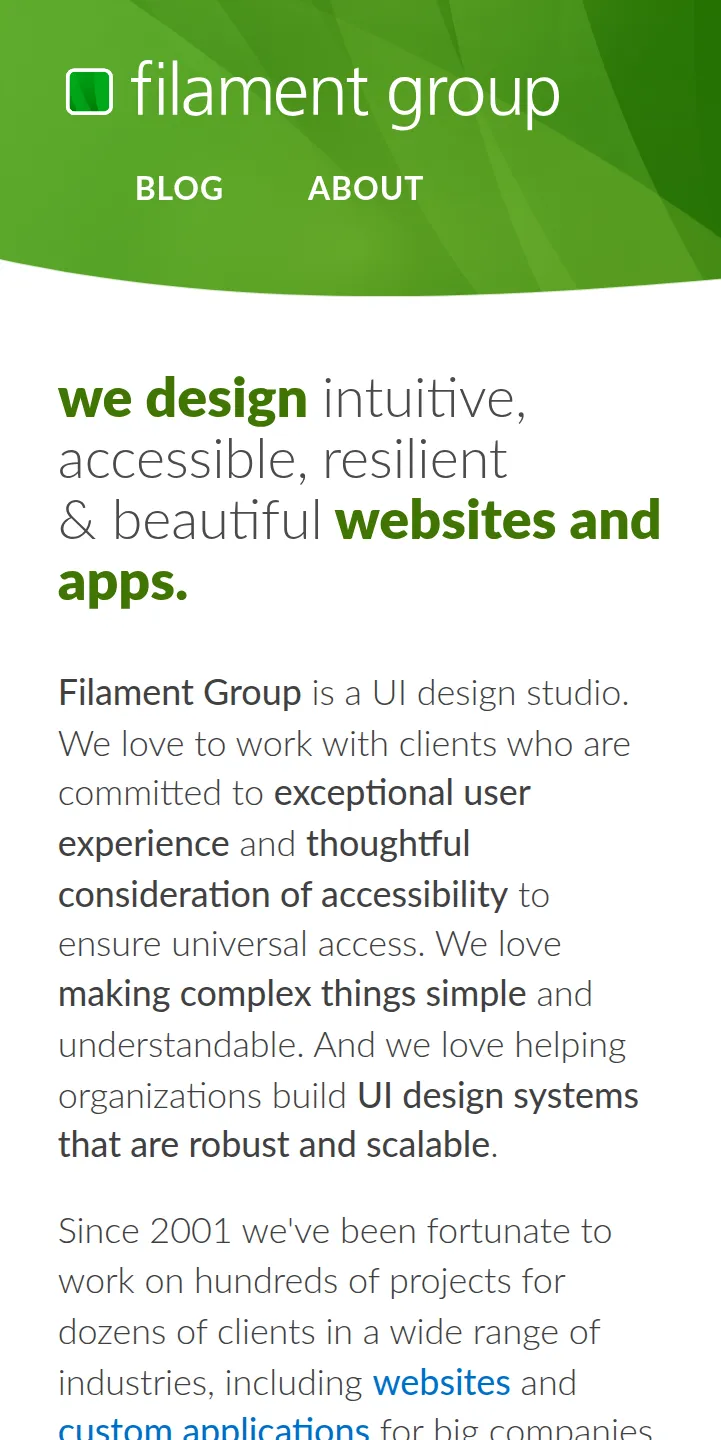 filament group
BLOG ABOUT
we design intuitive,
accessible, resilient
& beautiful websites and
apps.
Filament Group is a UI design studio.
We love to work with clients who are
committed to exceptional user
experience and thoughtful
consideration of accessibility to
ensure universal access. We love
making complex things simple and
understandable. And we love helping
organizations build UI design systems
that are robust and scalable.
Since 2001 we've been fortunate to
work on hundreds of projects for
dozens of clients in a wide range of
industries, including websites and
custom applications for big companies